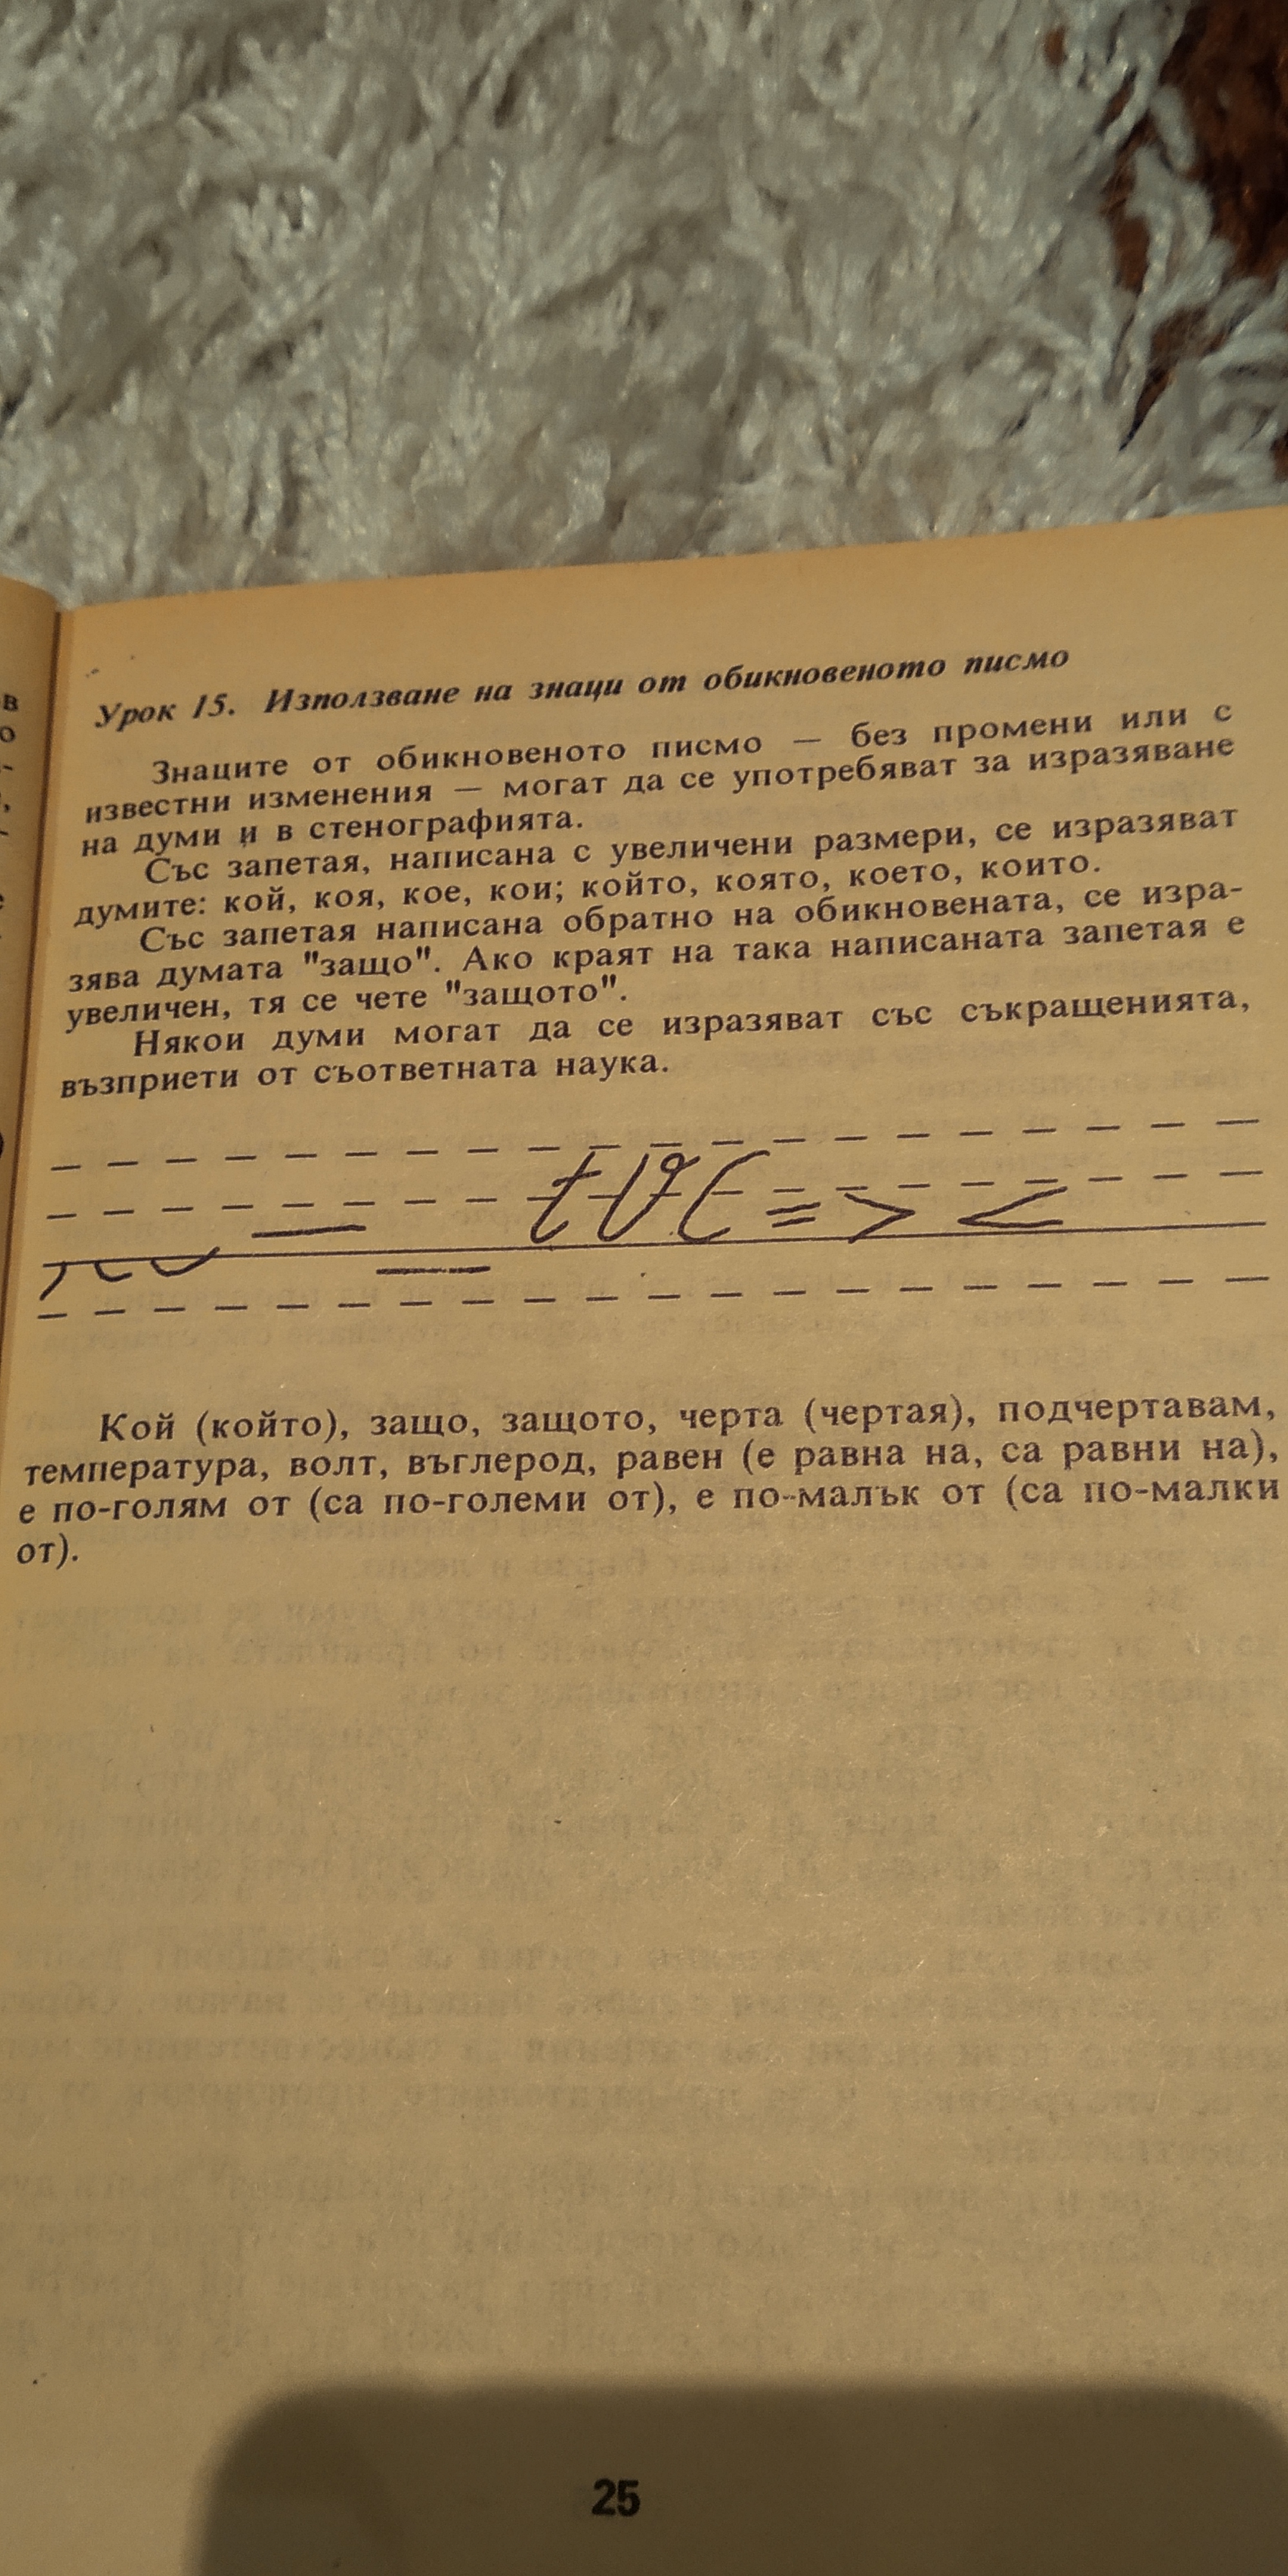 Урок 15. Използване на знаци от обикновеното писмо
Знаците от обикновеното писмо — без промени или с
известни изменения — могат да се употребяват за изразяване
на думи и в стенографията.
Със запетая, написана с увеличени размери, се изразяват
думите: кой, коя, кое, кои; който, която, което, които.
Със запетая написана обратно на обикновената, се изра-
зява думата "защо". Ако краят на така написаната запетая е
увеличен, тя се чете "защото".
Някои думи могат да се изразяват със съкращенията,
възприети от съответната наука.
t V C = > <
Кой (който), защо, защото, черта (чертая), подчертавам,
температура, волт, въглерод, равен (е равна на, са равни на),
е по-голям от (са по-големи от), е по-малък от (са по-малки
от).
25